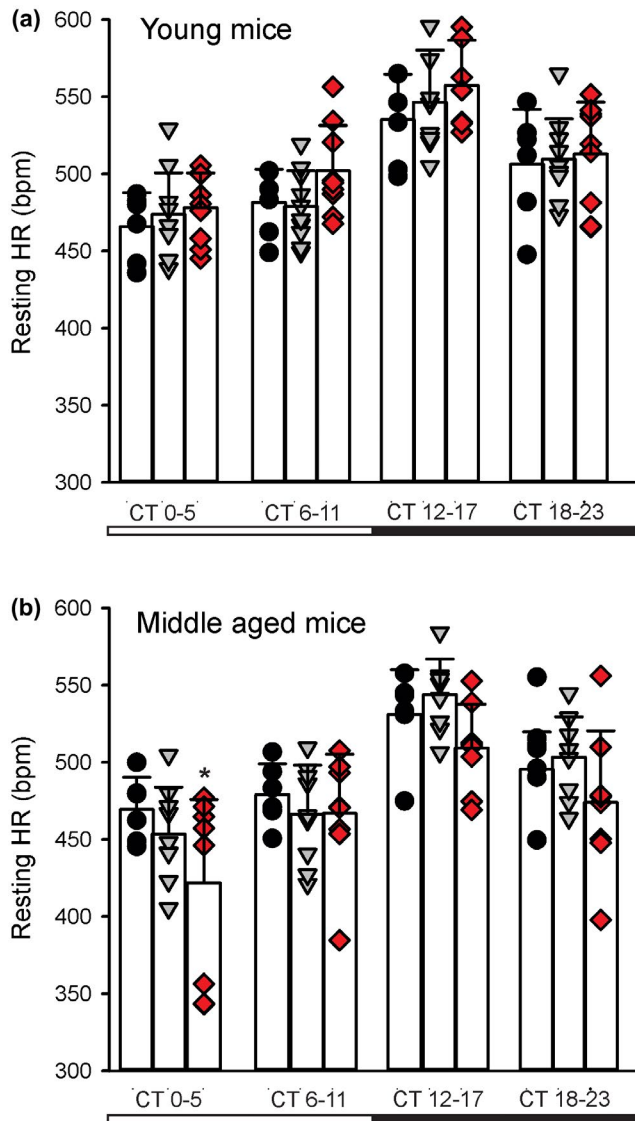 (a)
Young mice
600
550
500
450
400
350
300
Resting HR (bpm)
CT 0-5 CT 6-11 CT 12-17 CT 18-23
(b)
Middle aged mice
600
550
500
450
400
350
300
Resting HR (bpm)
*
CT 0-5 CT 6-11 CT 12-17 CT 18-23